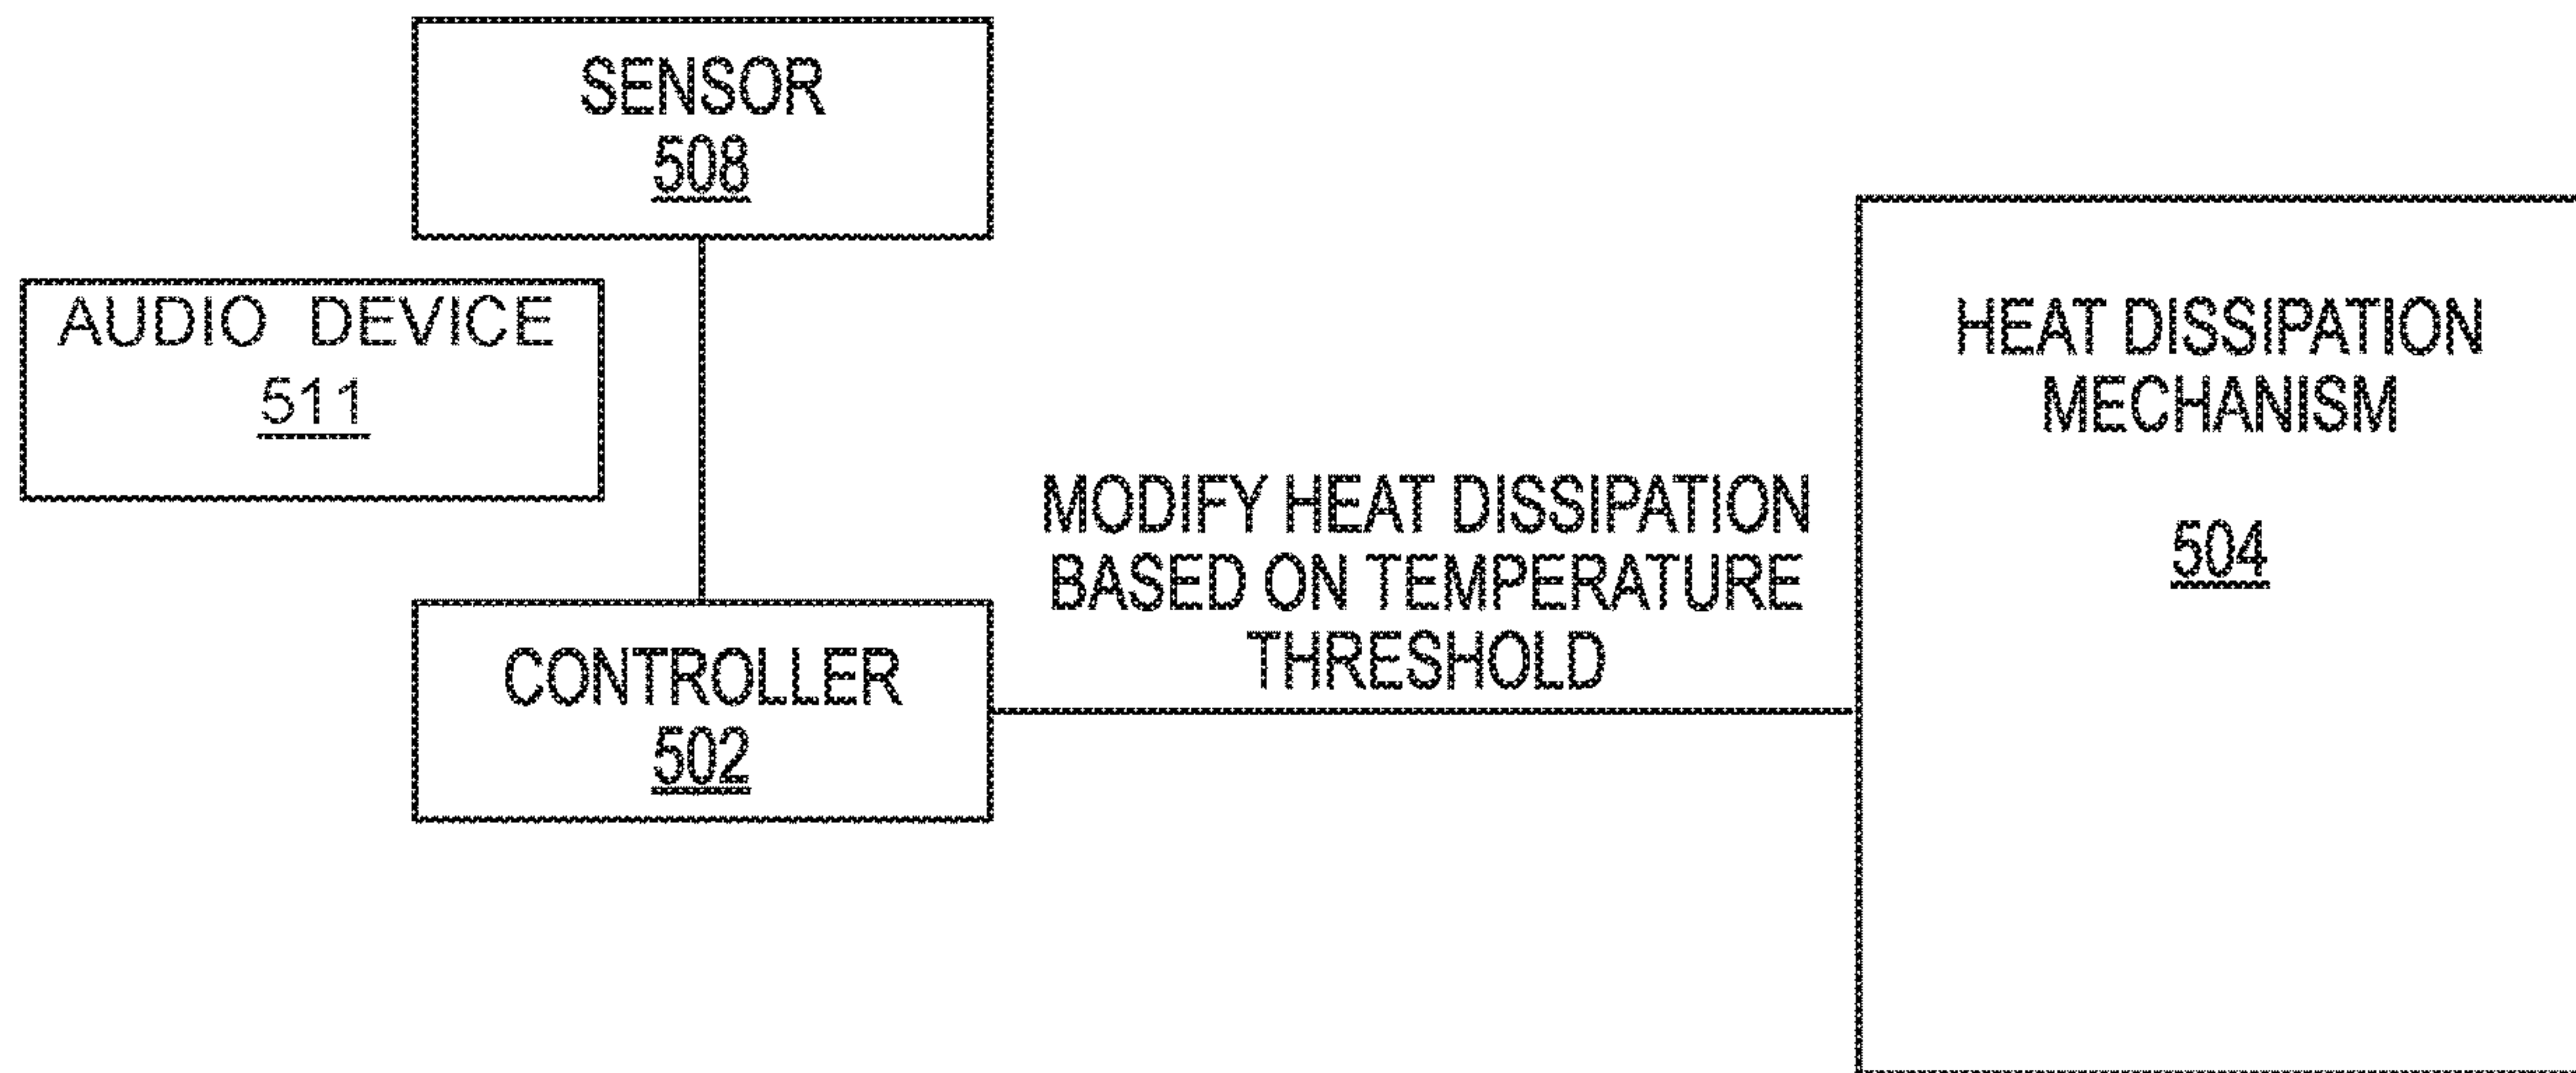 SENSOR
508
AUDIO DEVICE
511
CONTROLLER
502
MODIFY HEAT DISSIPATION
BASED ON TEMPERATURE
THRESHOLD
HEAT DISSIPATION
MECHANISM
504